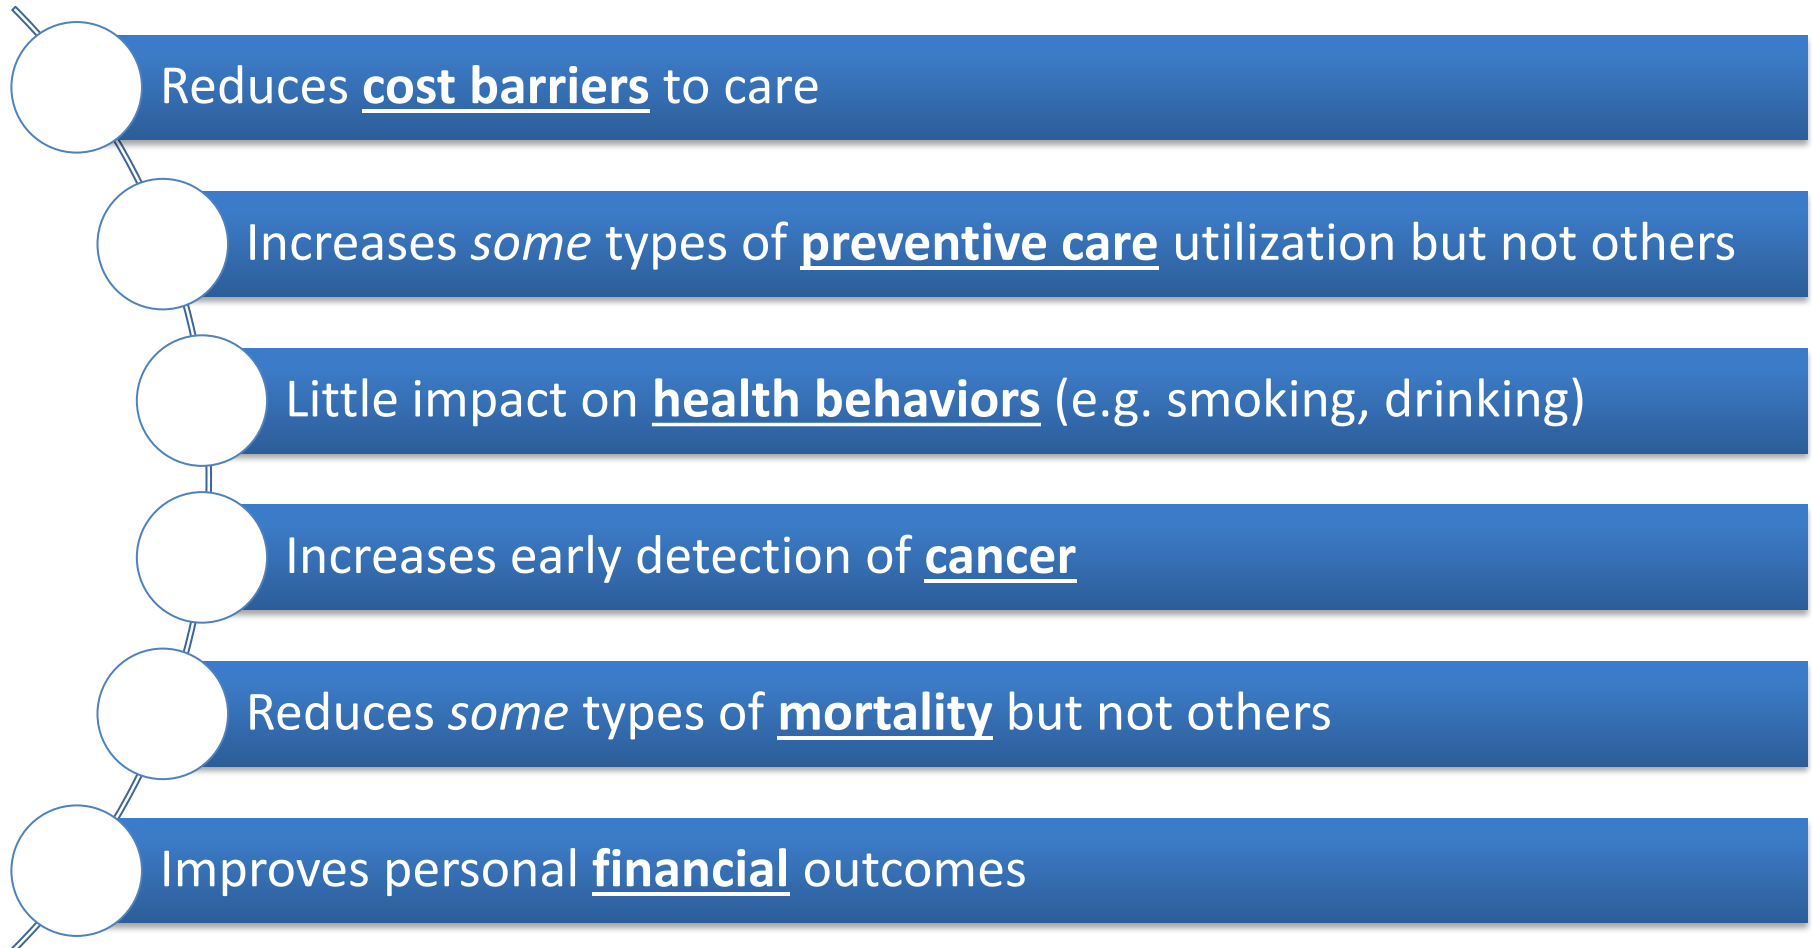 Reduces cost barriers to care
Increases some types of preventive care utilization but not others
Little impact on health behaviors (e.g. smoking, drinking)
Increases early detection of cancer
Reduces some types of mortality but not others
Improves personal financial outcomes